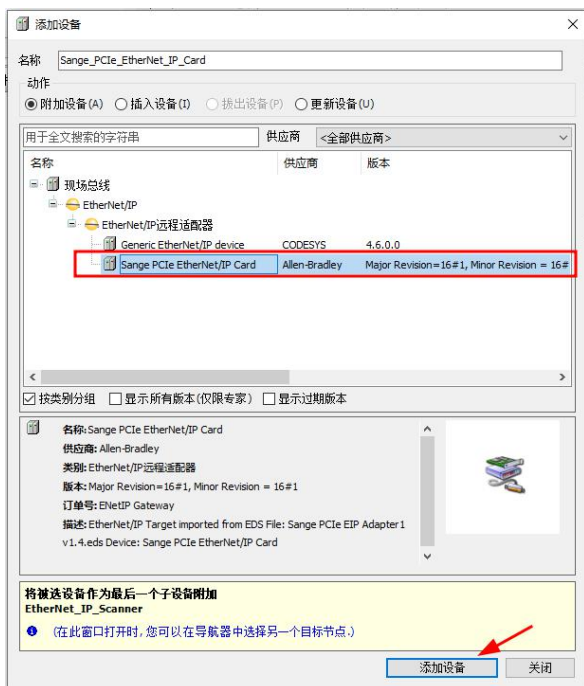 添加设备
名称 Sange_PCIe_EtherNet_IP_Card
动作
附加设备(A) 插入设备(I) 拔出设备(P) 更新设备(U)
用于全文搜索的字符串 供应商 <全部供应商>
名称 供应商 版本
现场总线
EtherNet/IP
EtherNet/IP远程适配器
Generic EtherNet/IP device CODESYS 4.6.0.0
Sange PCIe EtherNet/IP Card Allen-Bradley Major Revision=16#1, Minor Revision = 16#
按类别分组 显示所有版本(仅限专家) 显示过期版本
名称: Sange PCIe EtherNet/IP Card
供应商: Allen-Bradley
类别: EtherNet/IP远程适配器
版本: Major Revision=16#1, Minor Revision = 16#1
订单号: ENetIP Gateway
描述: EtherNet/IP Target imported from EDS File: Sange PCIe EIP Adapter1
v1.4.eds Device: Sange PCIe EtherNet/IP Card
将被选设备作为最后一个子设备附加
EtherNet_IP_Scanner
(在此窗口打开时,您可以在导航器中选择另一个目标节点.)
添加设备 关闭